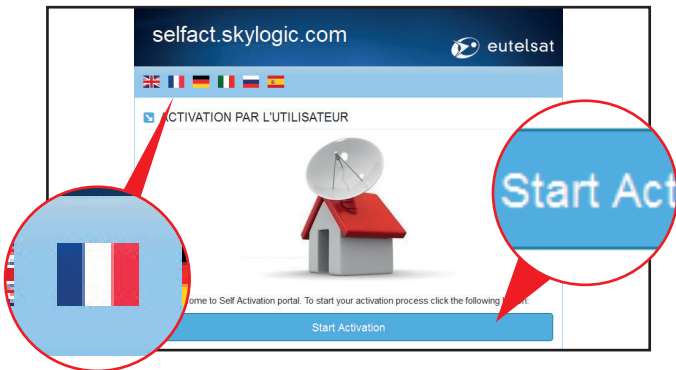 selfact.skylogic.com
eutelsat
ACTIVATION PAR L'UTILISATEUR
Start Act
to Self Activation portal. To start your activation process click the following
Start Activation